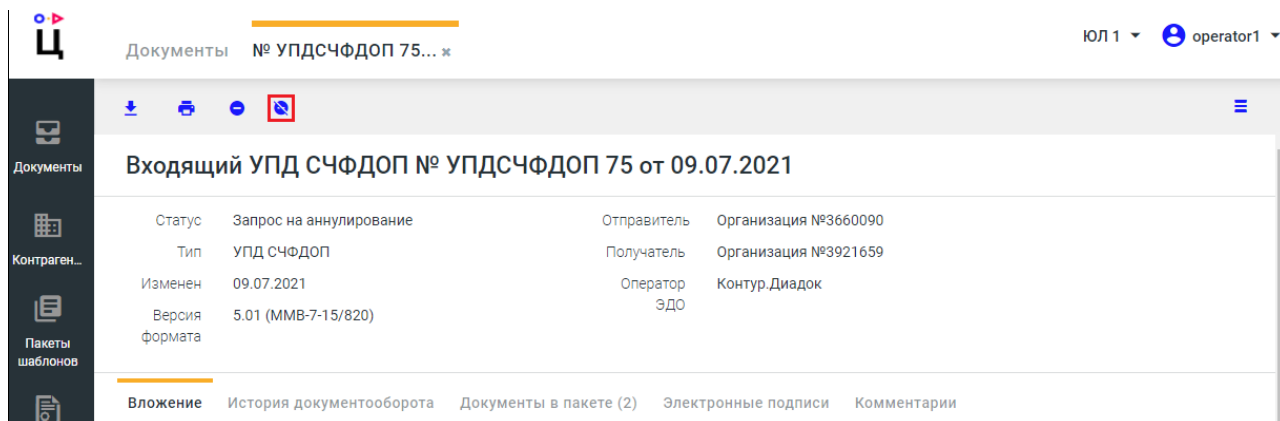 Ц
Документы № УПДСЧФДОП 75... ×
ЮЛ 1 operator1
Документы
Контраген...
Пакеты
шаблонов
Входящий УПД СЧФДОП № УПДСЧФДОП 75 от 09.07.2021
Статус Запрос на аннулирование
Тип УПД СЧФДОП
Изменен 09.07.2021
Версия
формата
5.01 (ММВ-7-15/820)
Отправитель Организация №3660090
Получатель Организация №3921659
Оператор
ЭДО
Контур.Диадок
Вложение История документооборота Документы в пакете (2) Электронные подписи Комментарии